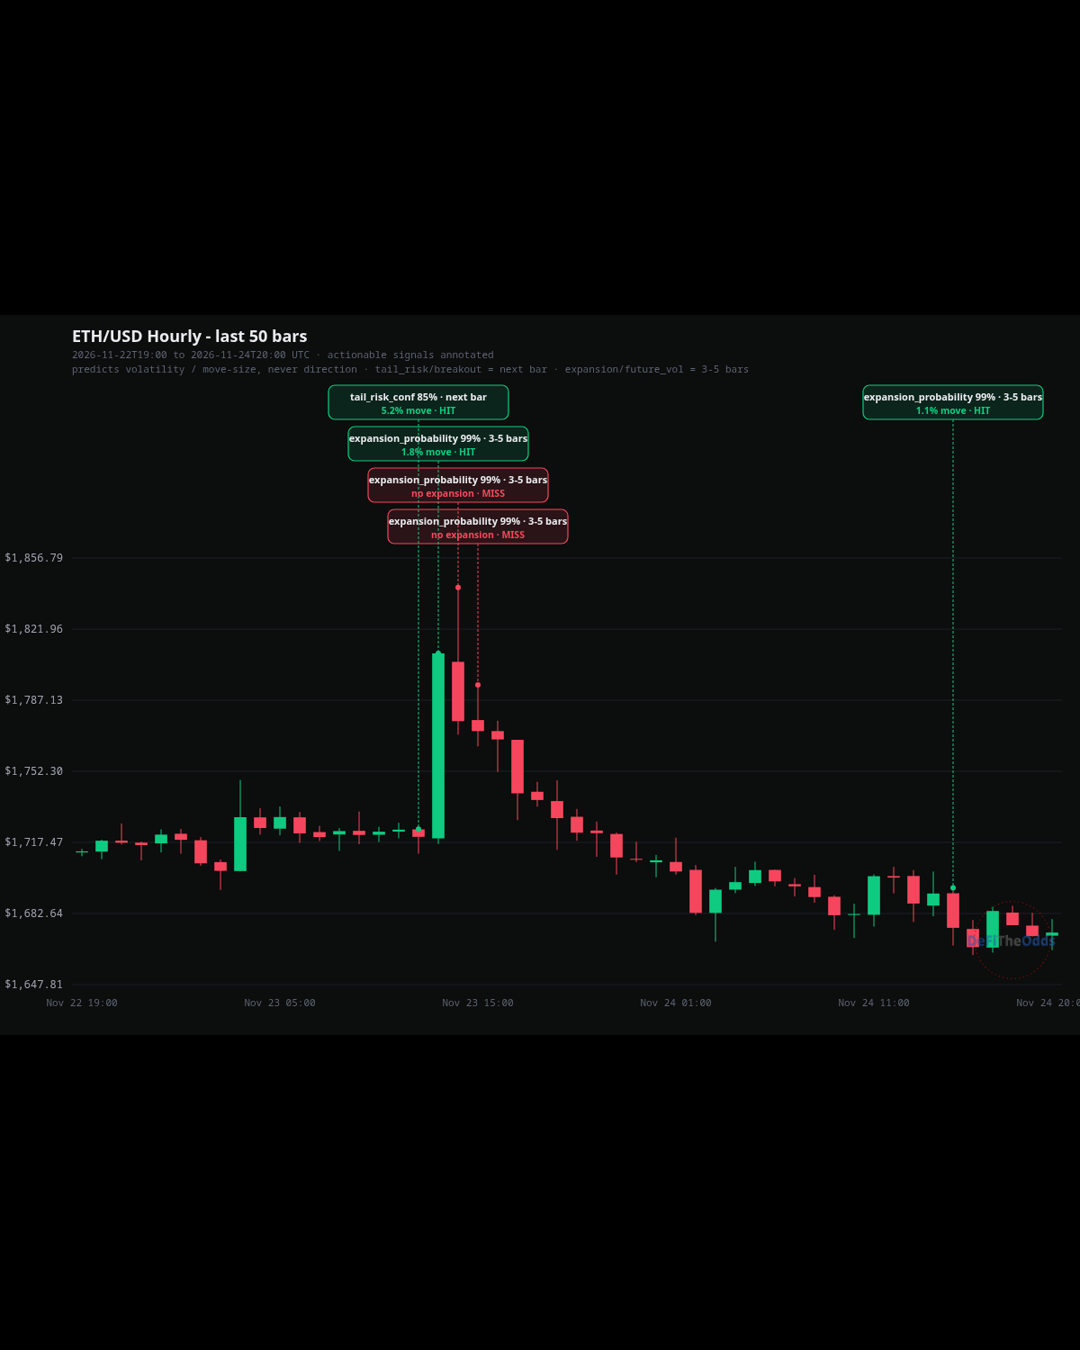 ETH/USD Hourly - last 50 bars
2026-11-22T19:00 to 2026-11-24T20:00 UTC · actionable signals annotated
predicts volatility / move-size, never direction · tail_risk/breakout = next bar · expansion/future_vol = 3-5 bars
tail_risk_conf 85% · next bar
5.2% move · HIT
expansion_probability 99% · 3-5 bars
1.1% move · HIT
expansion_probability 99% · 3-5 bars
1.8% move · HIT
expansion_probability 99% · 3-5 bars
no expansion · MISS
expansion_probability 99% · 3-5 bars
no expansion · MISS
$1,856.79
$1,821.96
$1,787.13
$1,752.30
$1,717.47
$1,682.64
DeFiTheOdds
$1,647.81
Nov 22 19:00 Nov 23 05:00 Nov 23 15:00 Nov 24 01:00 Nov 24 11:00 Nov 24 20:0